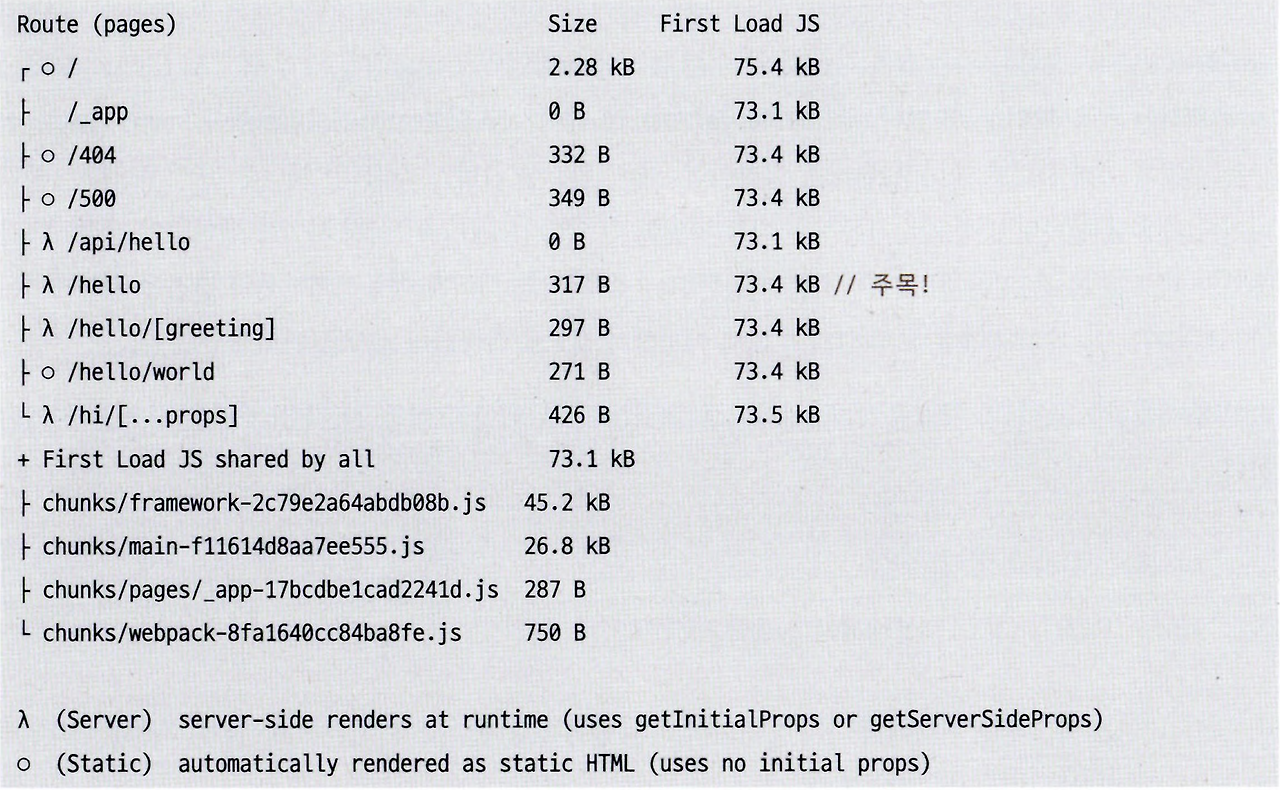 Route (pages) Size First Load JS
┌ ○ / 2.28 kB 75.4 kB
├ /_app 0 B 73.1 kB
├ ○ /404 332 B 73.4 kB
├ ○ /500 349 B 73.4 kB
├ λ /api/hello 0 B 73.1 kB
├ λ /hello 317 B 73.4 kB // 주목!
├ λ /hello/[greeting] 297 B 73.4 kB
├ ○ /hello/world 271 B 73.4 kB
└ λ /hi/[...props] 426 B 73.5 kB
+ First Load JS shared by all 73.1 kB
├ chunks/framework-2c79e2a64abdb08b.js 45.2 kB
├ chunks/main-f11614d8aa7ee555.js 26.8 kB
├ chunks/pages/_app-17bcdbe1cad2241d.js 287 B
└ chunks/webpack-8fa1640cc84ba8fe.js 750 B
λ (Server) server-side renders at runtime (uses getInitialProps or getServerSideProps)
○ (Static) automatically rendered as static HTML (uses no initial props)